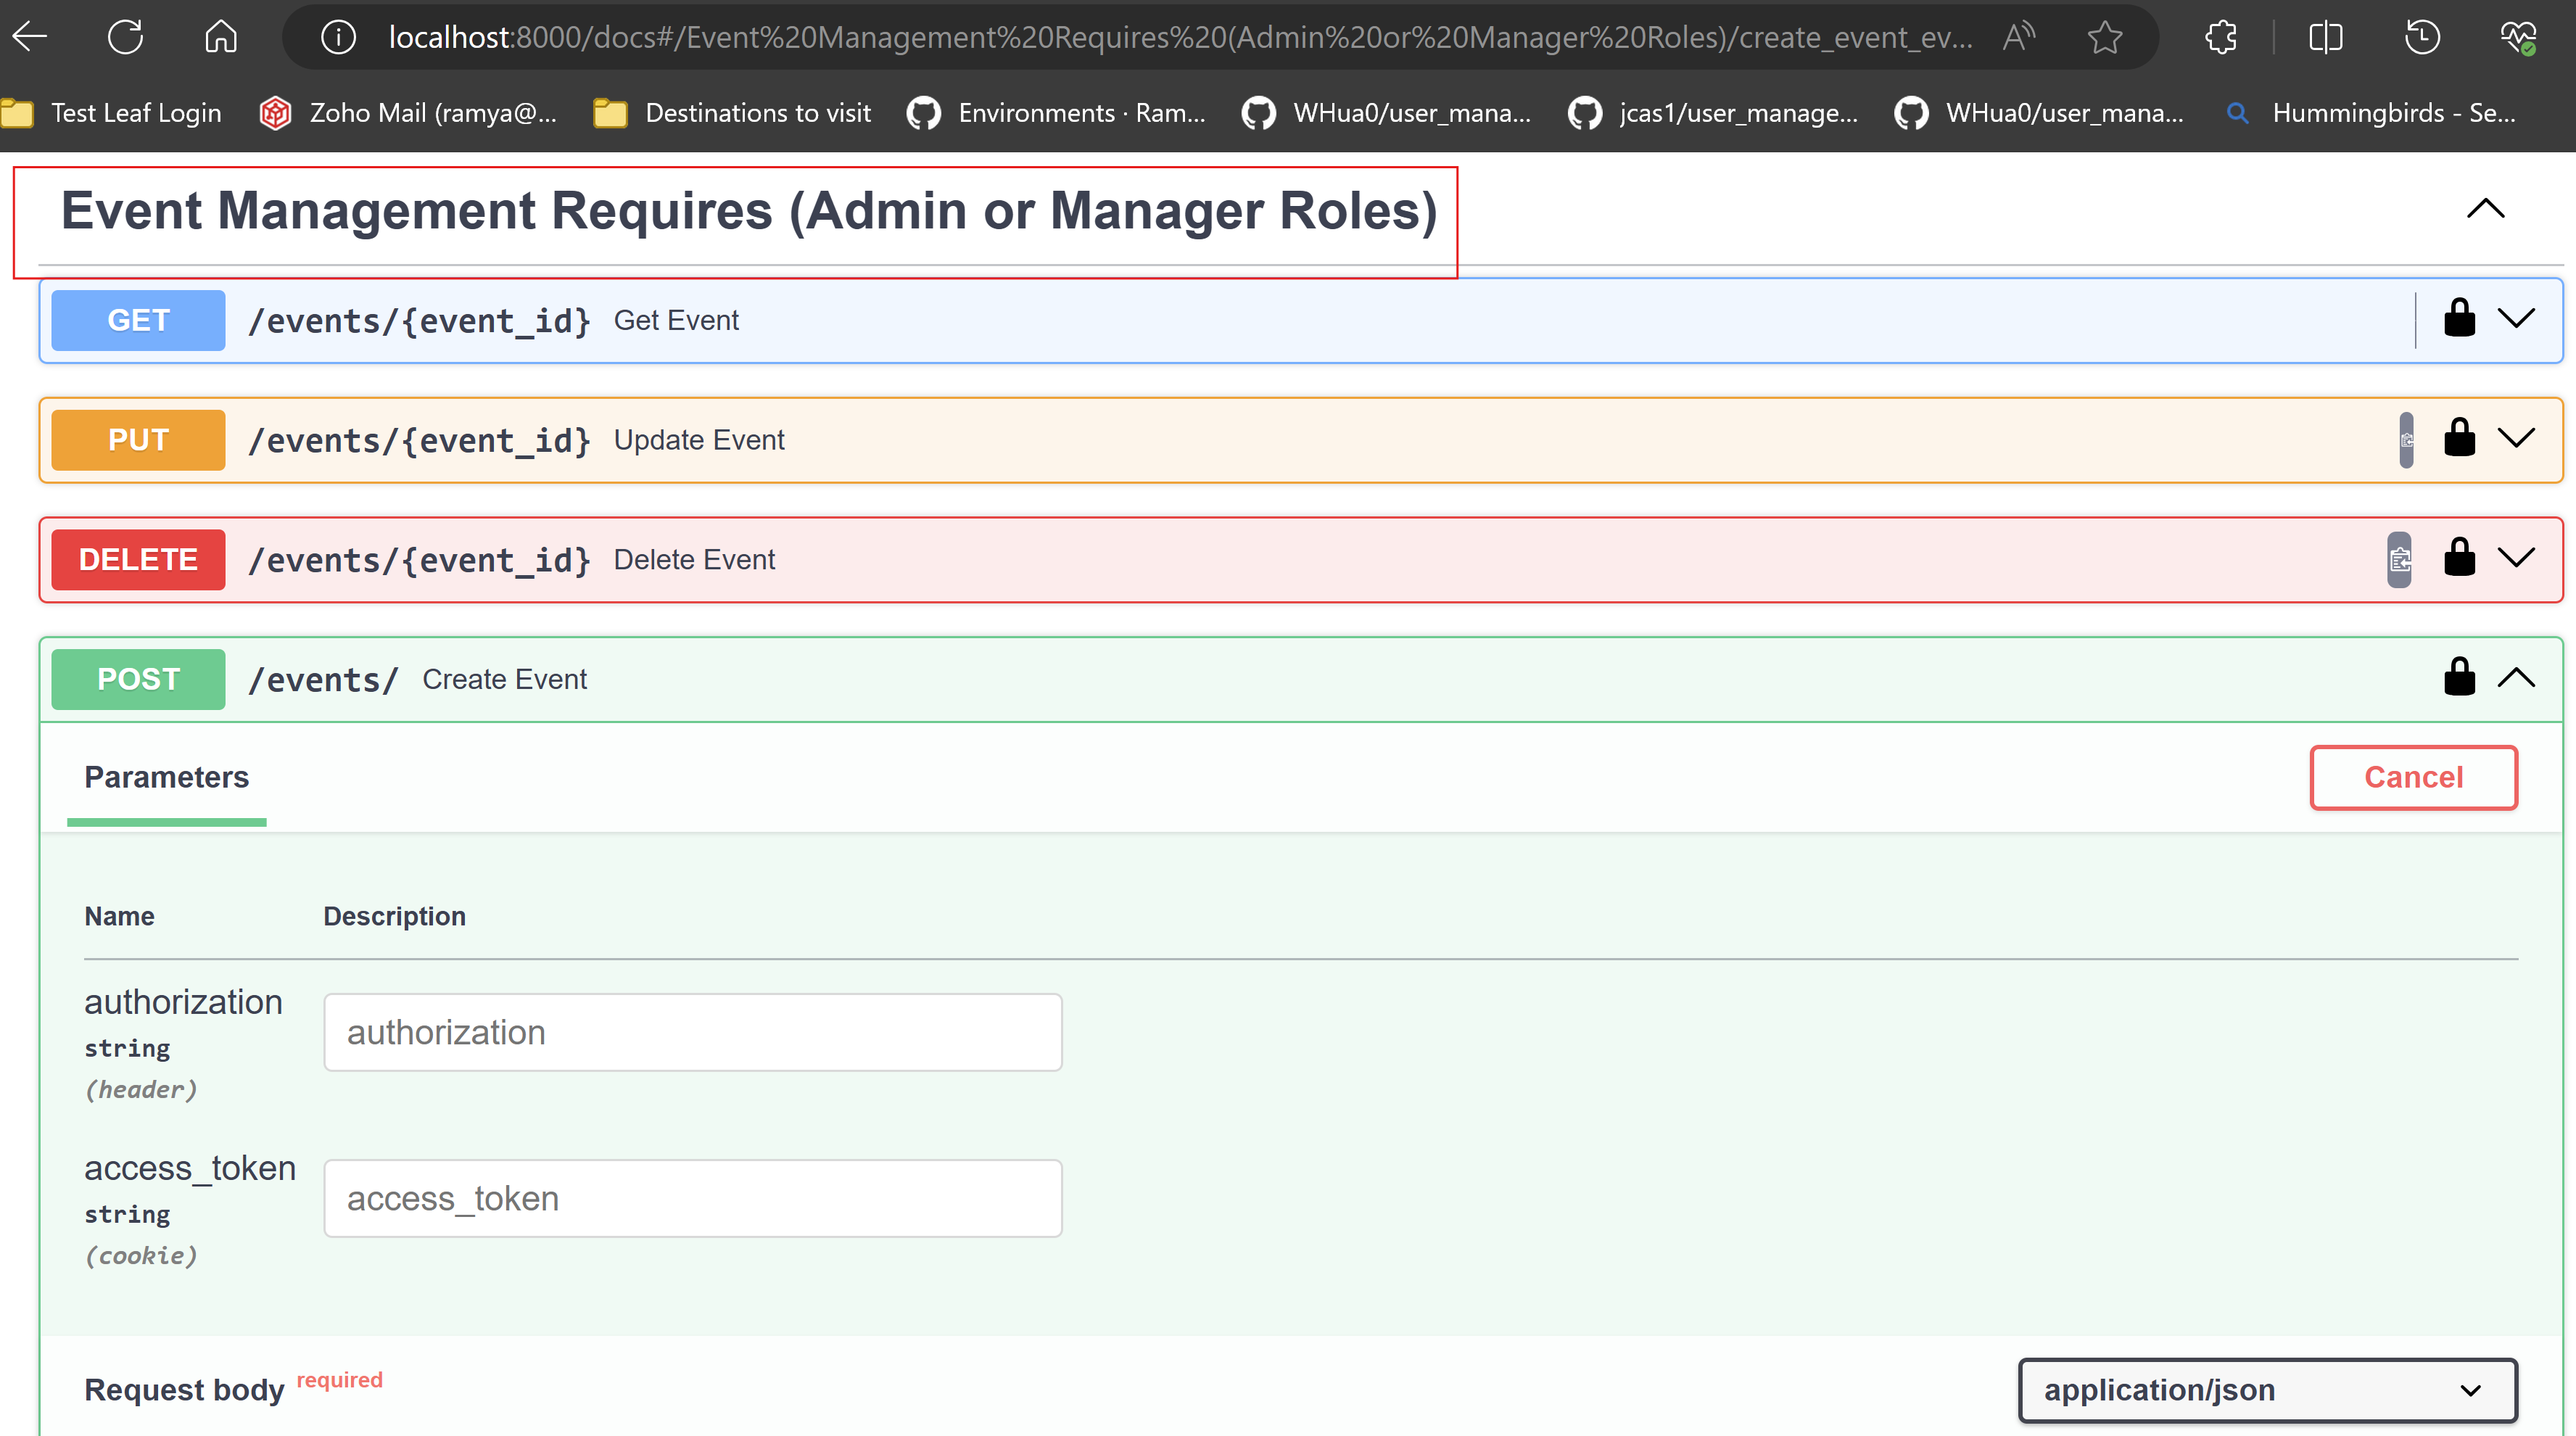 localhost:8000/docs#/Event%20Management%20Requires%20(Admin%20or%20Manager%20Roles)/create_event_ev...
Test Leaf Login
Zoho Mail (ramya@...
Destinations to visit
Environments · Ram...
WHua0/user_mana...
jcas1/user_manage...
WHua0/user_mana...
Hummingbirds - Se...
Event Management Requires (Admin or Manager Roles)
GET /events/{event_id} Get Event
PUT /events/{event_id} Update Event
DELETE /events/{event_id} Delete Event
POST /events/ Create Event
Parameters
Cancel
Name Description
authorization
string
(header)
authorization
access_token
string
(cookie)
access_token
Request body required
application/json